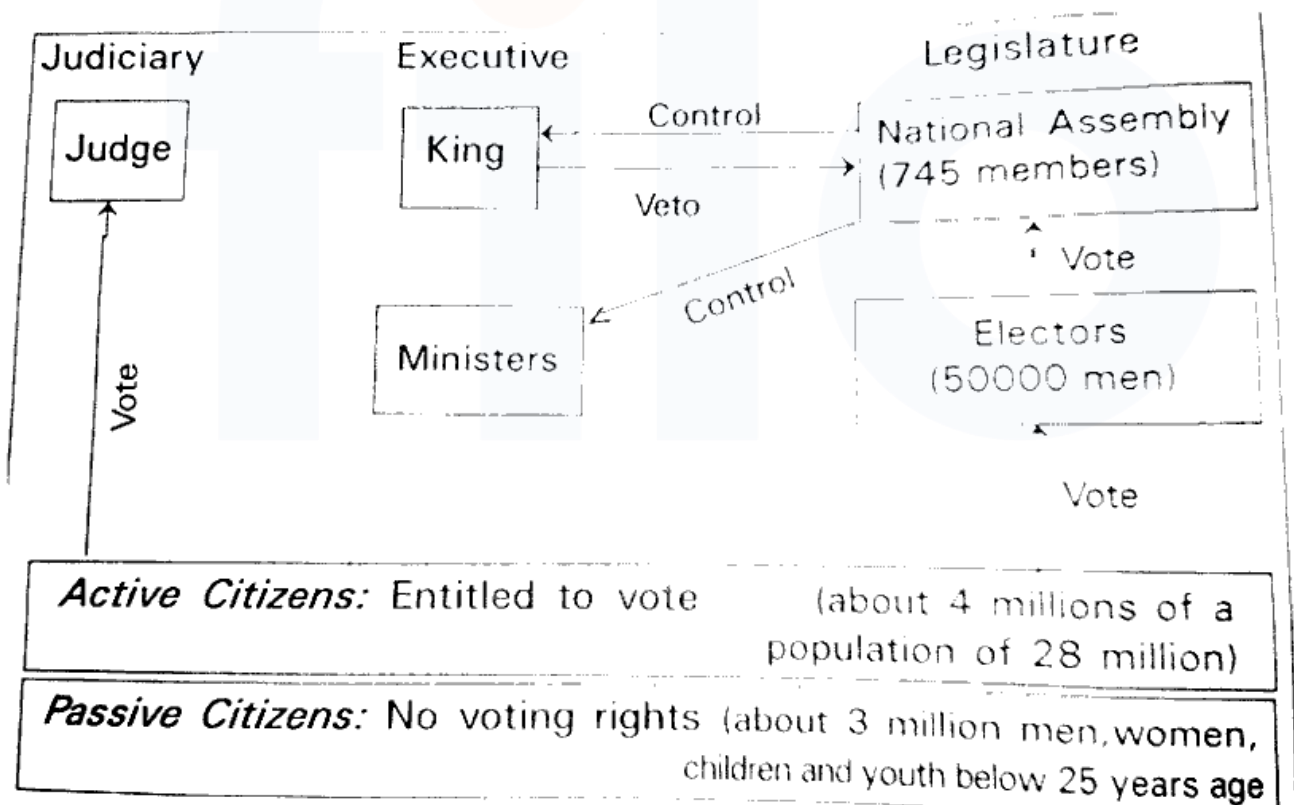 Judiciary
Executive
Legislature
Judge
King
Control
Veto
National Assembly
(745 members)
Control
Vote
Ministers
Electors
(50000 men)
Vote
Vote
Active Citizens: Entitled to vote (about 4 millions of a
population of 28 million)
Passive Citizens: No voting rights (about 3 million men, women,
children and youth below 25 years age